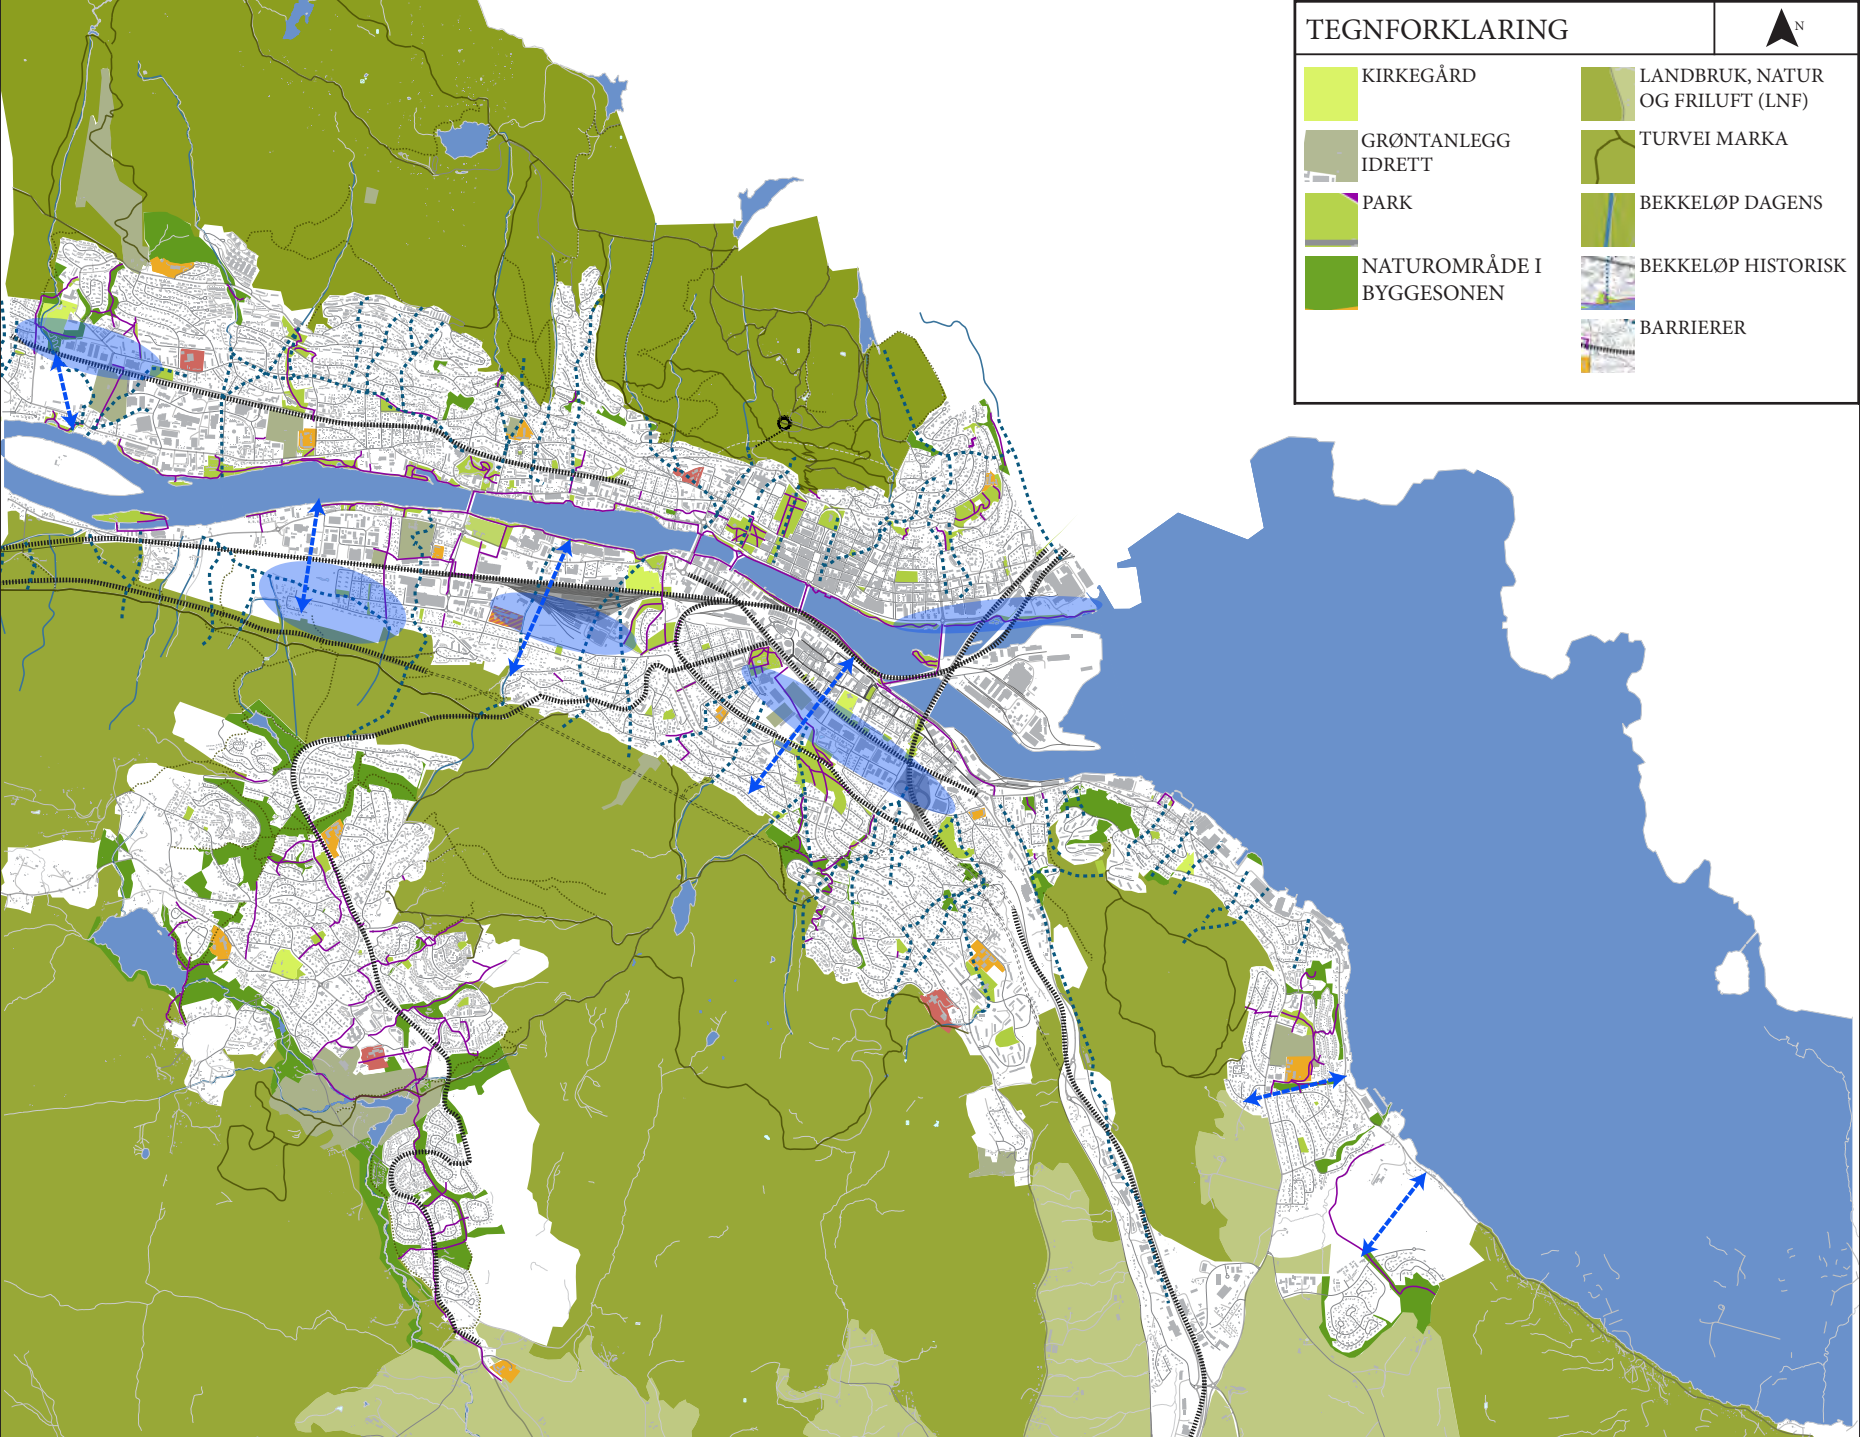 TEGNFORKLARING
N
KIRKEGÅRD
GRØNTANLEGG
IDRETT
PARK
NATUROMRÅDE I
BYGGESONEN
LANDBRUK, NATUR
OG FRILUFT (LNF)
TURVEI MARKA
BEKKELØP DAGENS
BEKKELØP HISTORISK
BARRIERER